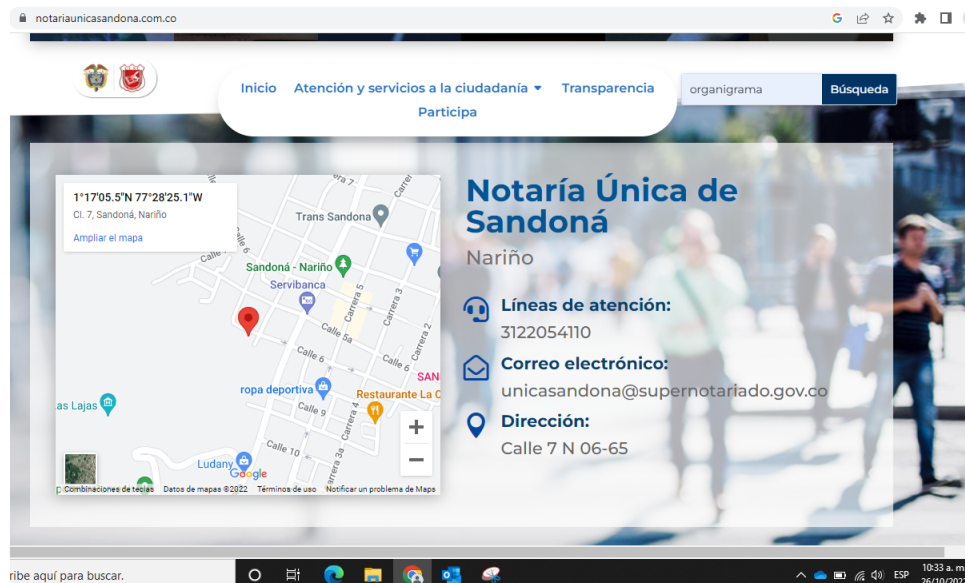 notariaunicasandona.com.co
Inicio Atención y servicios a la ciudadanía Transparencia
Participa
organigrama
Búsqueda
1°17'05.5"N 77°28'25.1"W
Cl. 7, Sandoná, Nariño
Ampliar el mapa
Trans Sandona
Sandoná - Nariño
Servibanca
Carrera 5
Carrera 3
Calle 5a
Carrera 2
Calle 6
Calle 6
SAN
ropa deportiva
Restaurante La C
as Lajas
Calle 9
Carrera 4
Calle 10
Carrera 3a
Ludany
Google
Combinaciones de teclas Datos de mapas ©2022 Términos de uso Notificar un problema de Maps
Notaría Única de
Sandoná
Nariño
Líneas de atención:
3122054110
Correo electrónico:
unicasandona@supernotariado.gov.co
Dirección:
Calle 7 N 06-65
ribe aquí para buscar.
ESP
10:33 a. m.